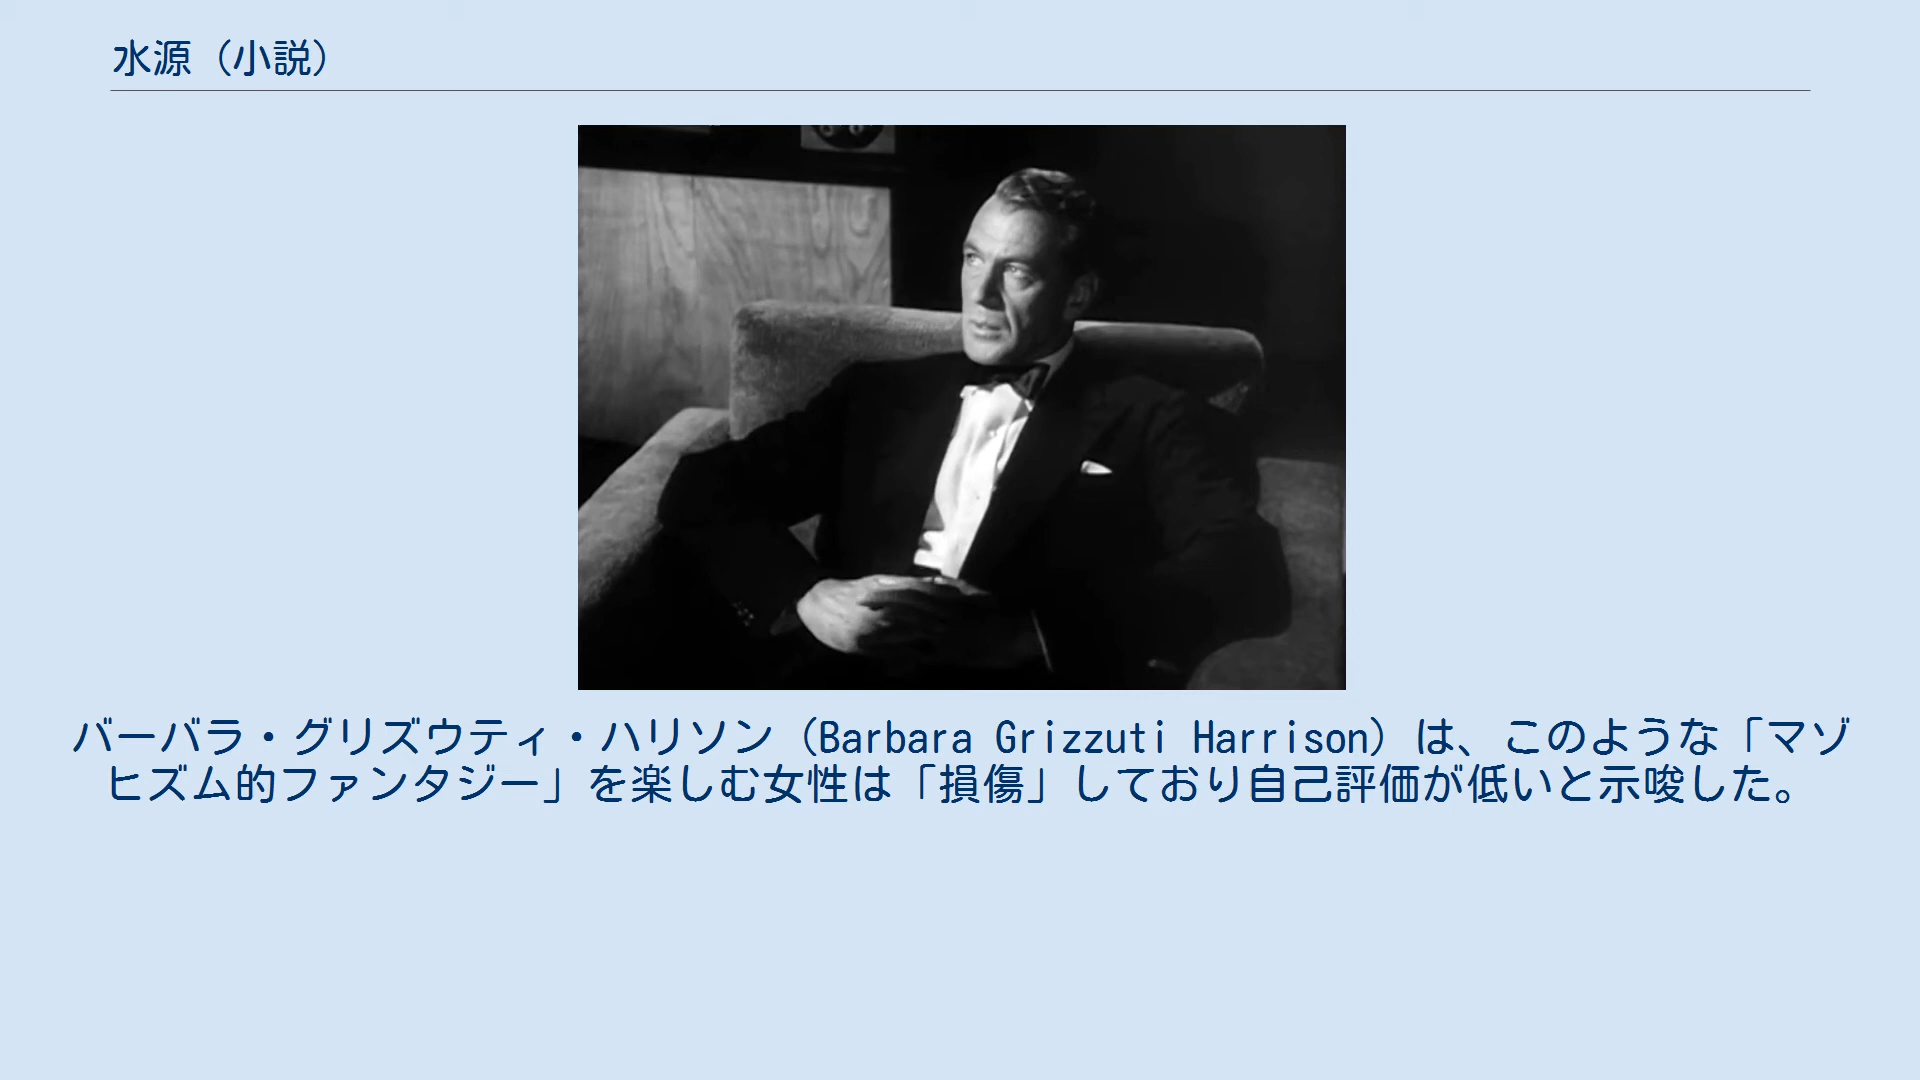 水源（小説）
バーバラ・グリズウティ・ハリソン（Barbara Grizzuti Harrison）は、このような「マゾ
ヒズム的ファンタジー」を楽しむ女性は「損傷」しており自己評価が低いと示唆した。